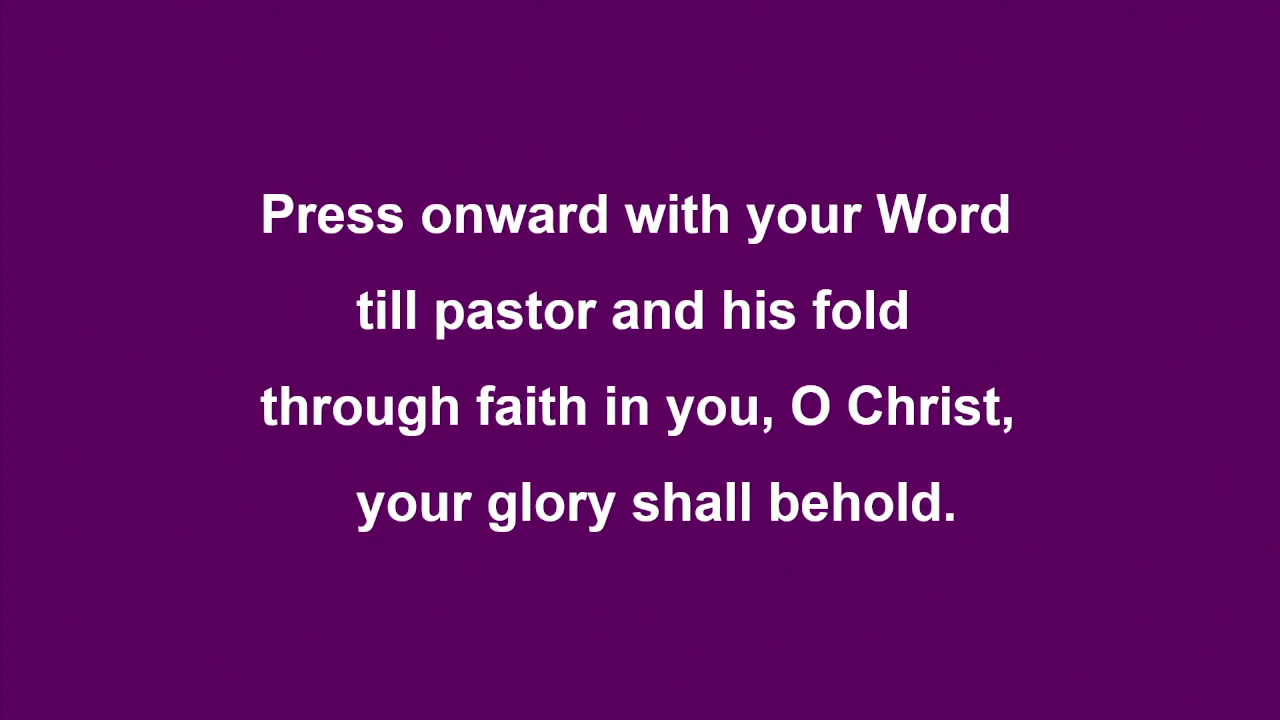 Press onward with your Word
till pastor and his fold
through faith in you, O Christ,
your glory shall behold.